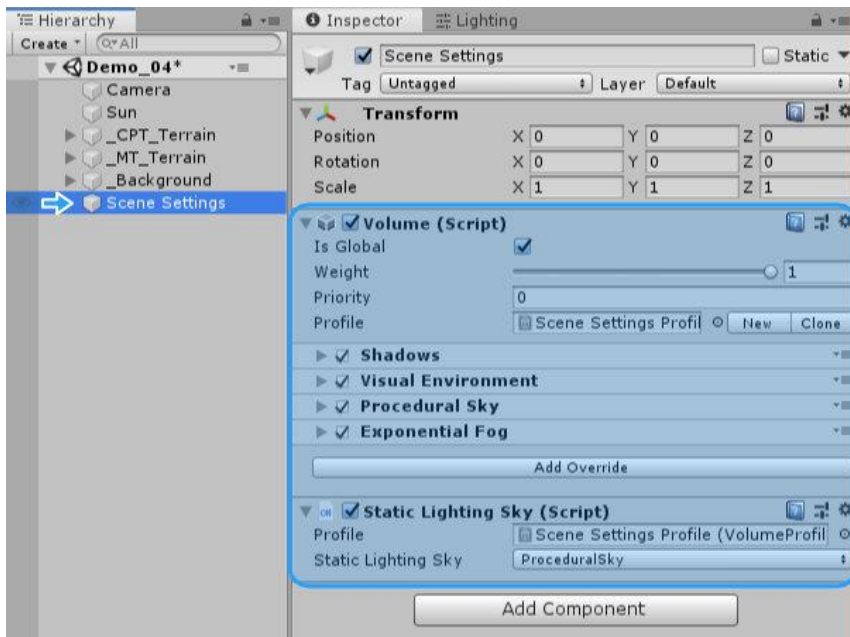 Hierarchy
Create
All
Demo_04*
Camera
Sun
_CPT_Terrain
_MT_Terrain
_Background
Scene Settings
Inspector
Lighting
Scene Settings
Static
Tag Untagged
Layer Default
Transform
Position X 0 Y 0 Z 0
Rotation X 0 Y 0 Z 0
Scale X 1 Y 1 Z 1
Volume (Script)
Is Global
Weight 1
Priority 0
Profile Scene Settings Profil New Clone
Shadows
Visual Environment
Procedural Sky
Exponential Fog
Add Override
Static Lighting Sky (Script)
Profile Scene Settings Profile (VolumeProfil
Static Lighting Sky ProceduralSky
Add Component